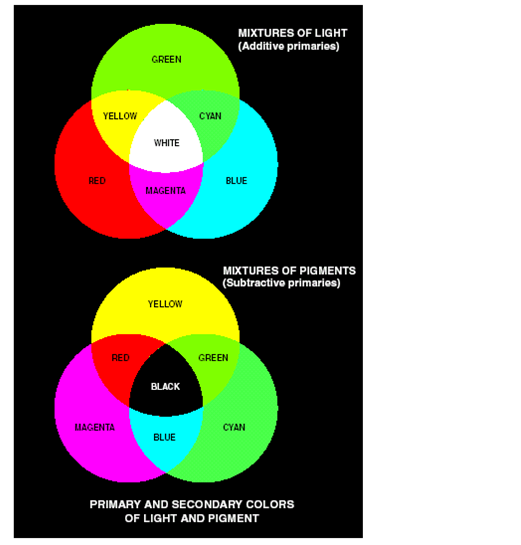 MIXTURES OF LIGHT
(Additive primaries)
GREEN
YELLOW
CYAN
WHITE
RED
MAGENTA
BLUE
MIXTURES OF PIGMENTS
(Subtractive primaries)
YELLOW
RED
GREEN
BLACK
MAGENTA
BLUE
CYAN
PRIMARY AND SECONDARY COLORS
OF LIGHT AND PIGMENT